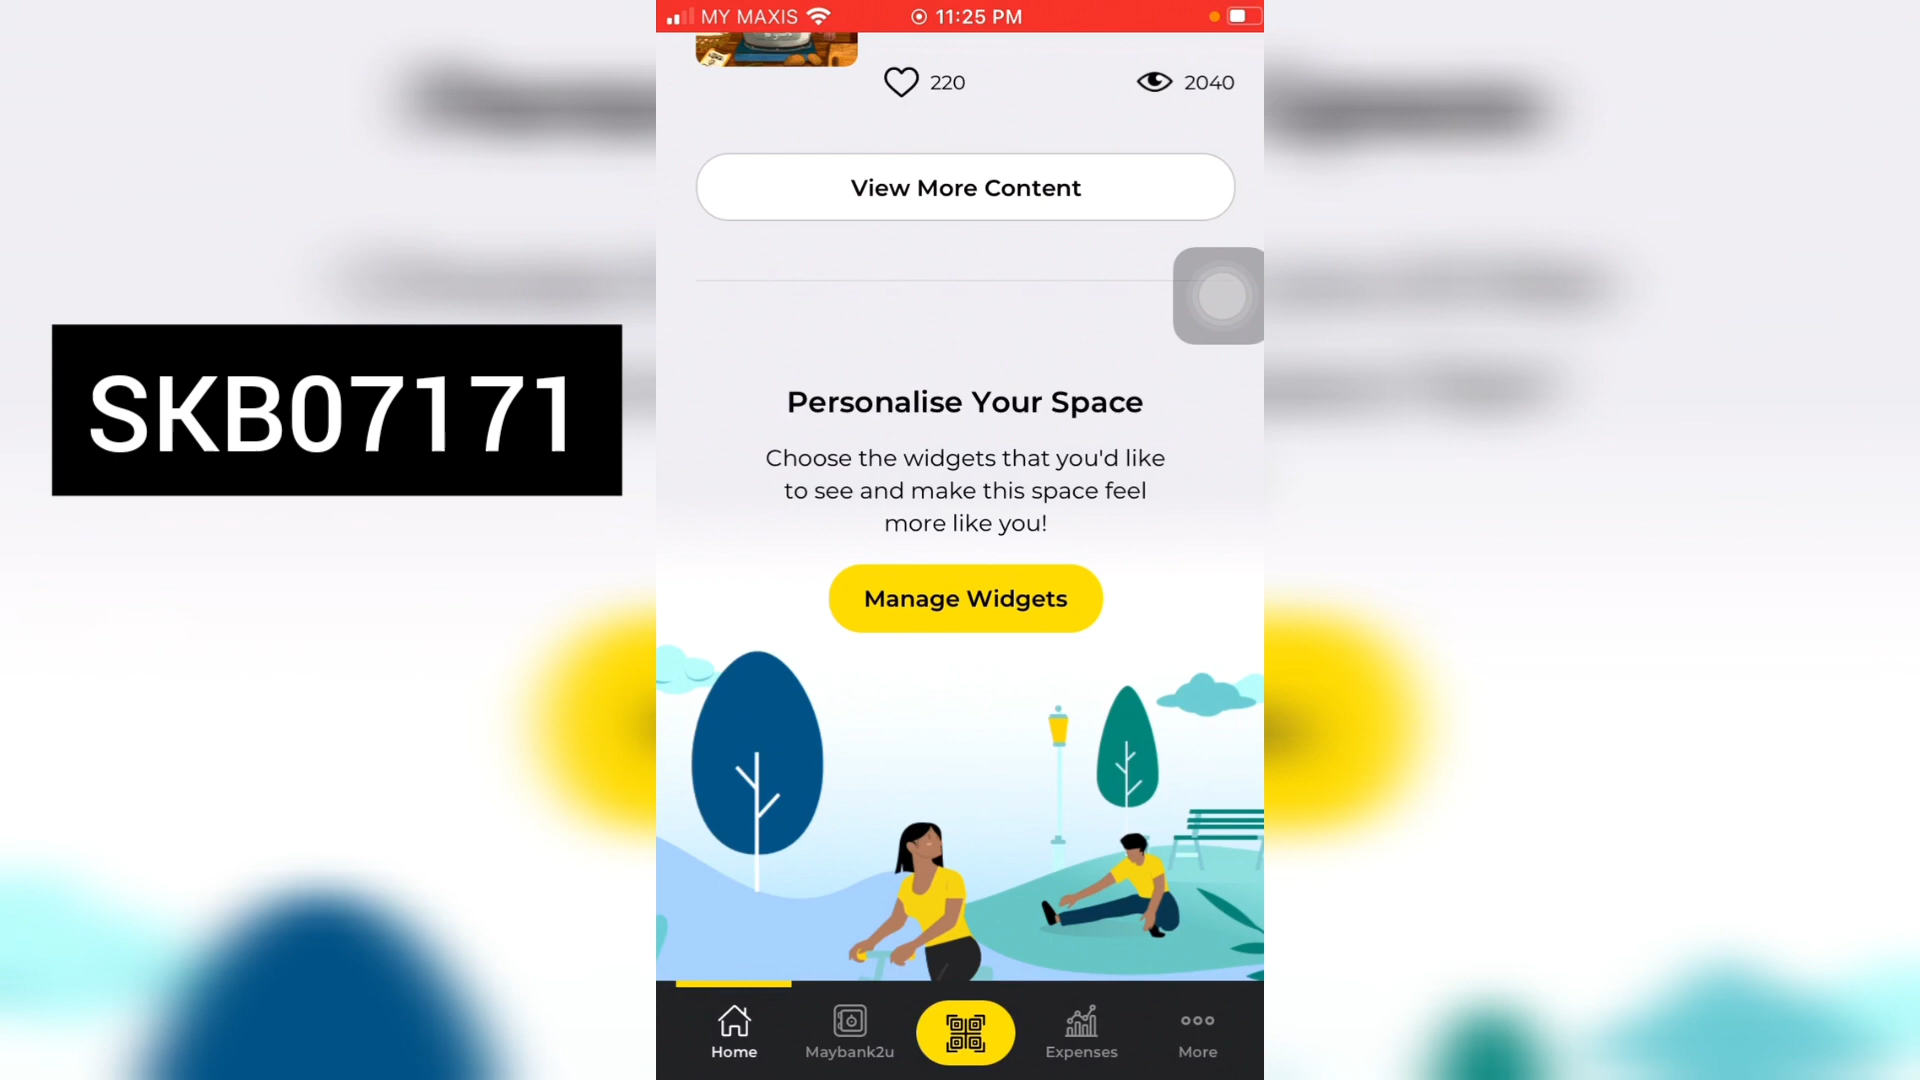 MY MAXIS
11:25 PM
220
2040
View More Content
SKB07171
Personalise Your Space
Choose the widgets that you'd like
to see and make this space feel
more like you!
Manage Widgets
Home
Maybank2u
Expenses
More